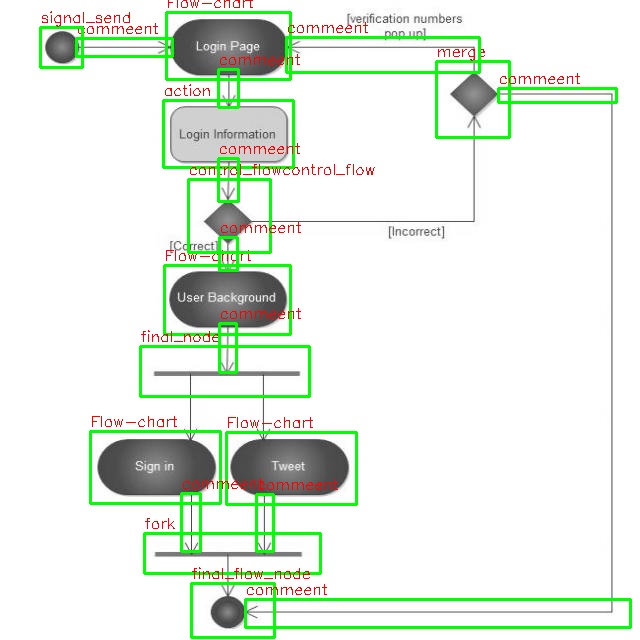 Flow-chart
signal_send
[verification numbers
commeent
commeent
pop up]
Login Page
merge
commeent
commeent
action
Login Information
commeent
control_flowcontrol_flow
commeent
[Incorrect]
[Correct]
Flow-chart
User Background
commeent
final_node
Flow-chart
Flow-chart
Sign in
Tweet
commeent
commeent
fork
final_flow_node
commeent